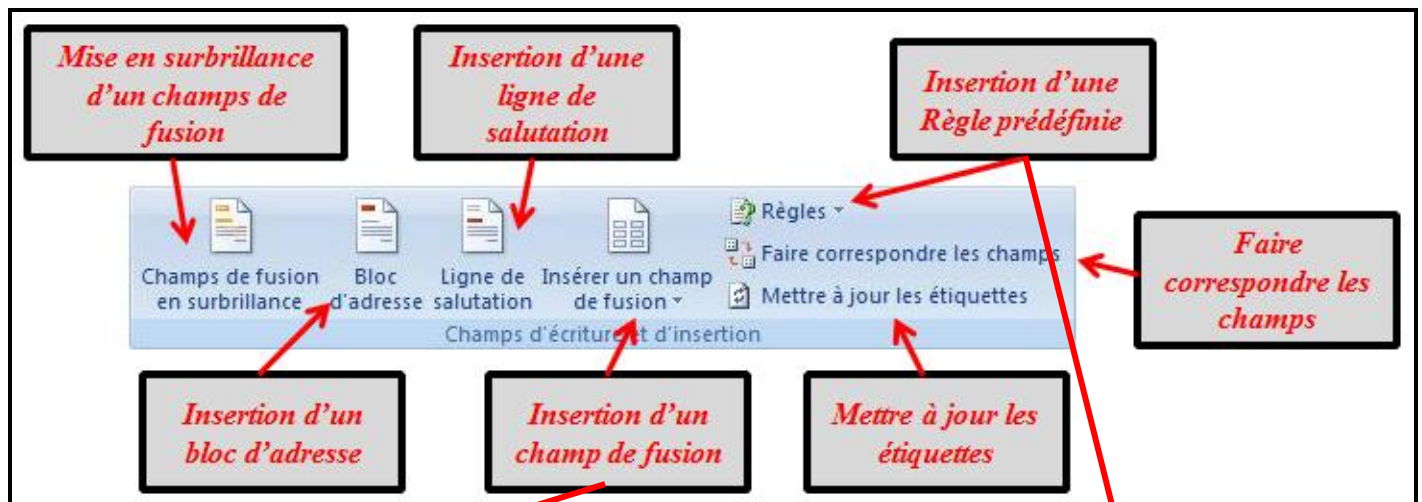 Mise en surbrillance
d'un champs de
fusion
Insertion d'une
ligne de
salutation
Insertion d'une
Règle prédéfinie
Champs de fusion
en surbrillance
Bloc
d'adresse
Ligne de
salutation
Insérer un champ
de fusion
Règles
Faire correspondre les champs
Mettre à jour les étiquettes
Champs d'écriture et d'insertion
Faire
correspondre les
champs
Insertion d'un
bloc d'adresse
Insertion d'un
champ de fusion
Mettre à jour les
étiquettes